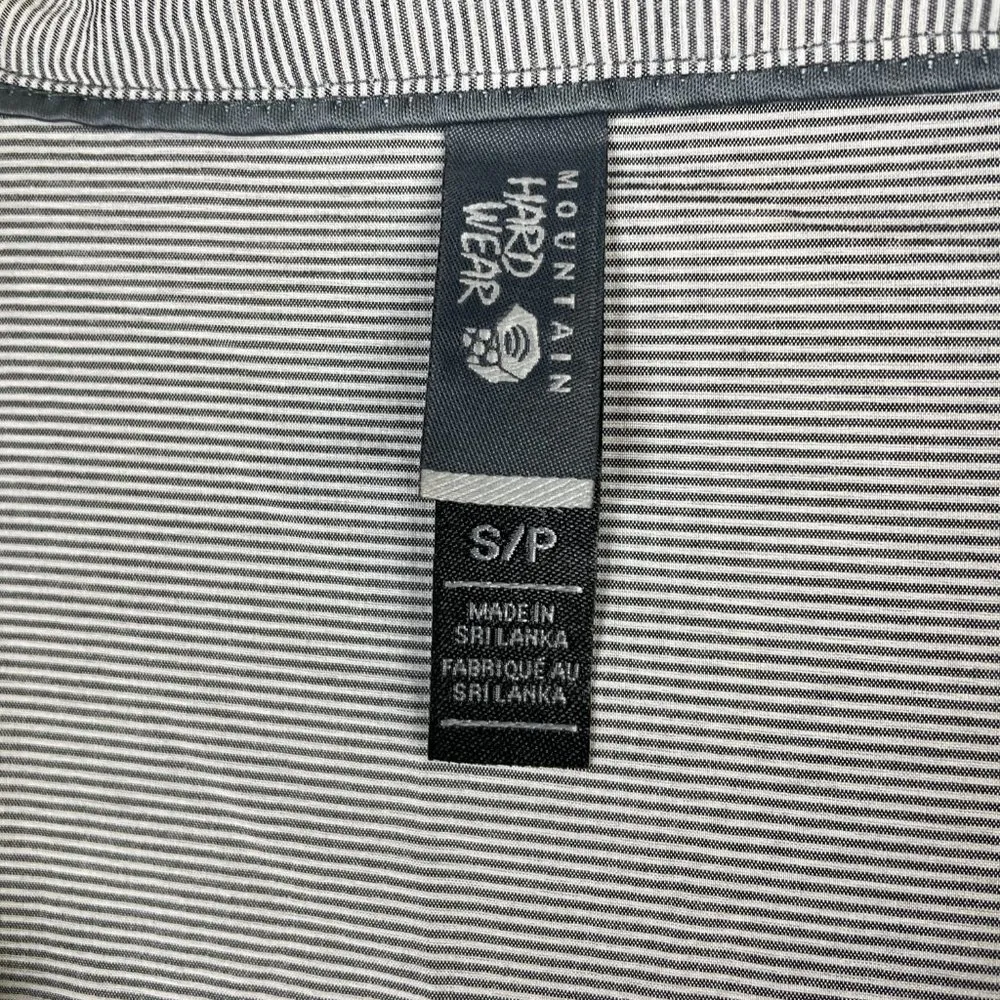 MOUNTAIN
HARD
WEAR
S/P
MADE IN
SRI LANKA
FABRIQUÉ AU
SRI LANKA